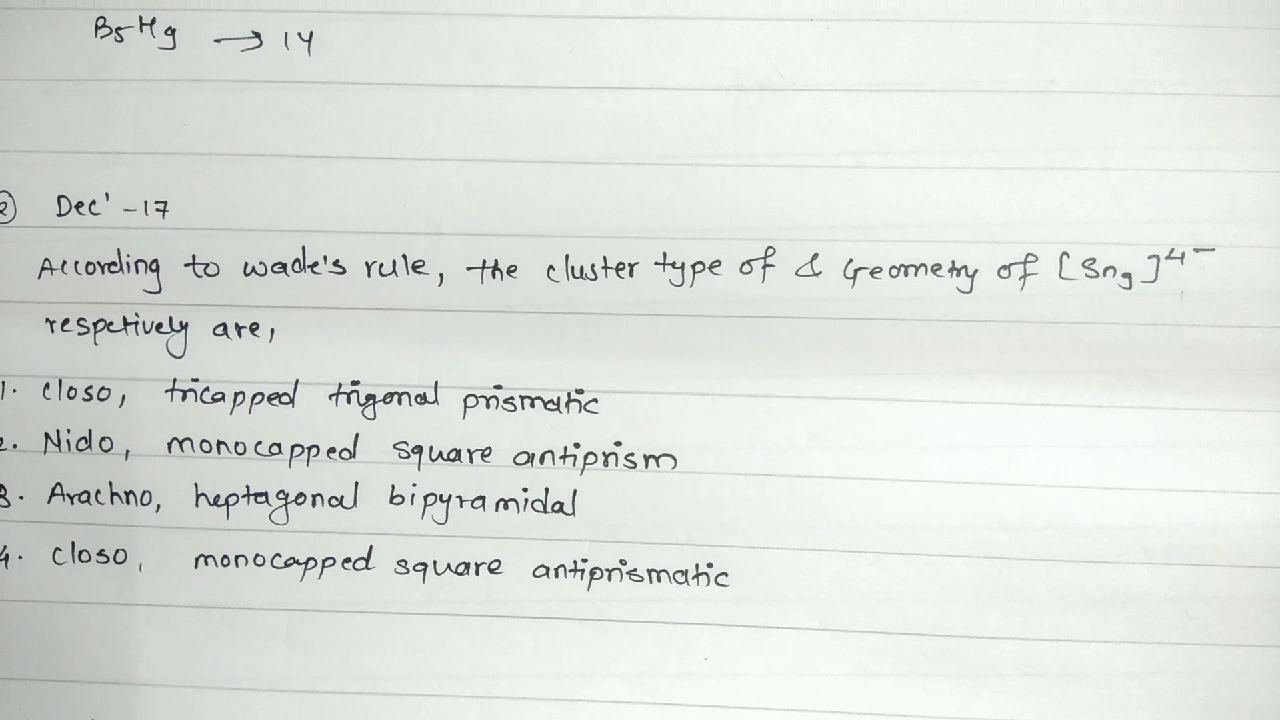 B5H9 → 14
2) Dec' - 17
According to wade's rule, the cluster type of & Geometry of [Sn9]4-
respetively are,
1. closo, tricapped trigonal prismatic
2. Nido, monocapped square antiprism
3. Arachno, heptagonal bipyramidal
4. closo, monocapped square antiprismatic